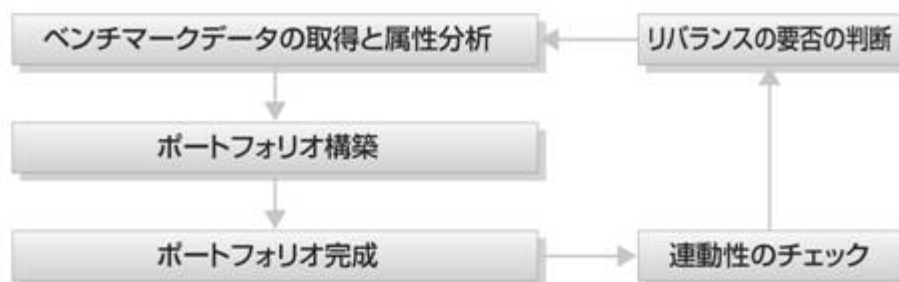 ベンチマークデータの取得と属性分析
リバランスの要否の判断
ポートフォリオ構築
ポートフォリオ完成
連動性のチェック